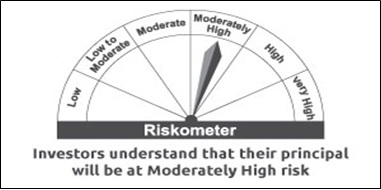 Low
Low to
Moderate
Moderate
Moderately
High
High
very High
Riskometer
Investors understand that their principal
will be at Moderately High risk